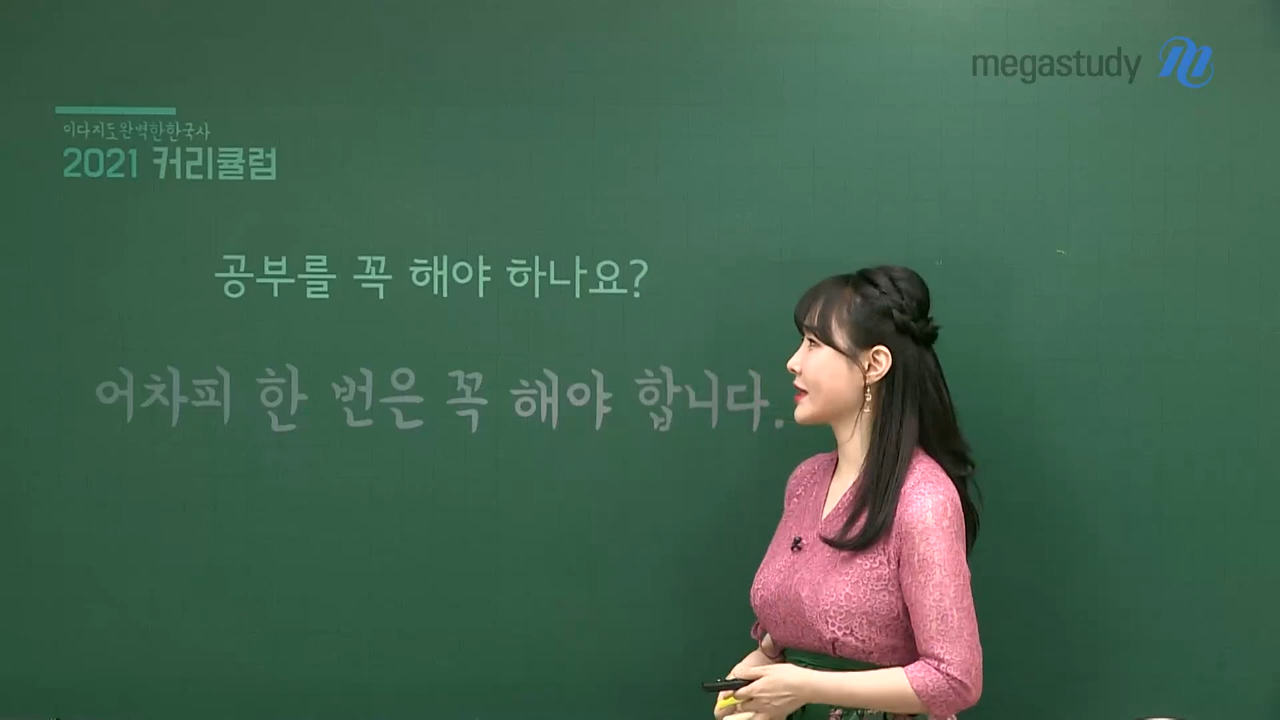 megastudy
이다지도완벽한한국사
2021 커리큘럼
공부를 꼭 해야 하나요?
어차피 한 번은 꼭 해야 합니다.